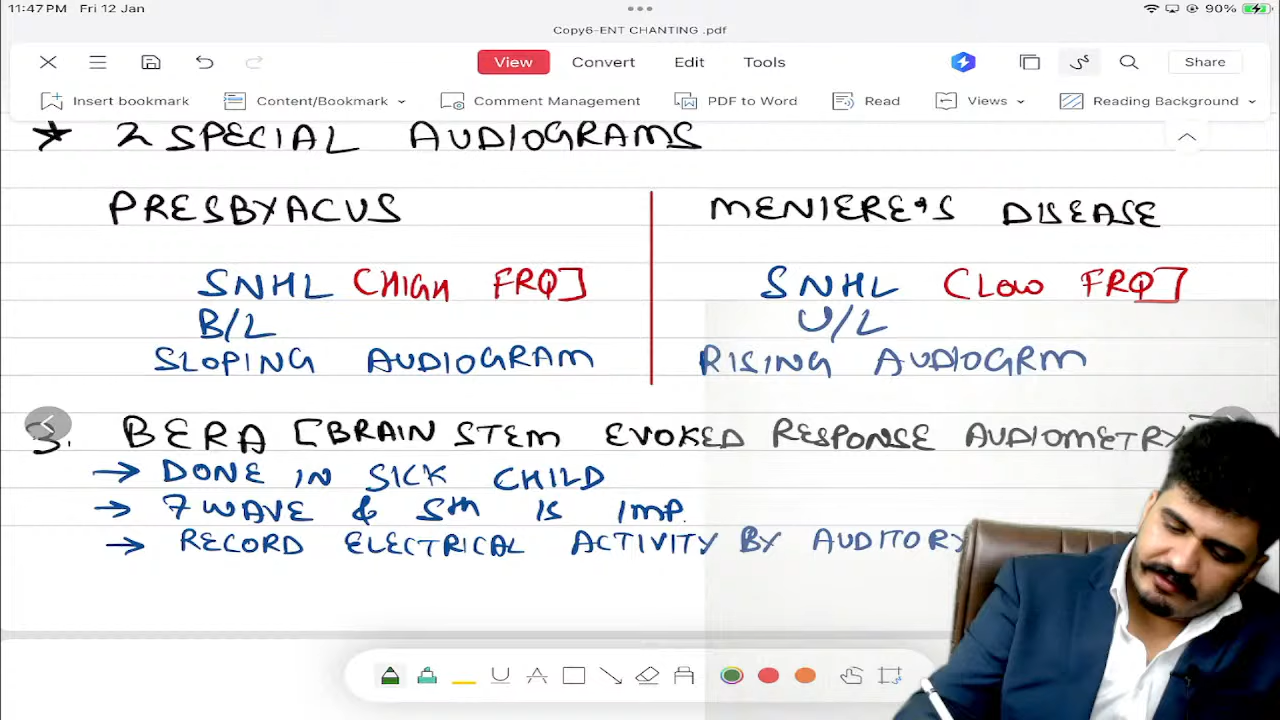 11:47PM Fri 12 Jan 90%
Copy6-ENT CHANTING .pdf
View Convert Edit Tools Share
Insert bookmark Content/Bookmark Comment Management PDF to Word Read Views Reading Background
★ 2 SPECIAL AUDIOGRAMS
PRESBYACUS
SNHL (HIGH FRQ]
B/L
SLOPING AUDIOGRAM
MENIERE'S DISEASE
SNHL (LOW FRQ]
U/L
RISING AUDIOGRM
3. BERA [BRAIN STEM EVOKED RESPONSE AUDIOMETRY]
→ DONE IN SICK CHILD
→ 7 WAVE & 5th IS IMP.
→ RECORD ELECTRICAL ACTIVITY BY AUDITORY